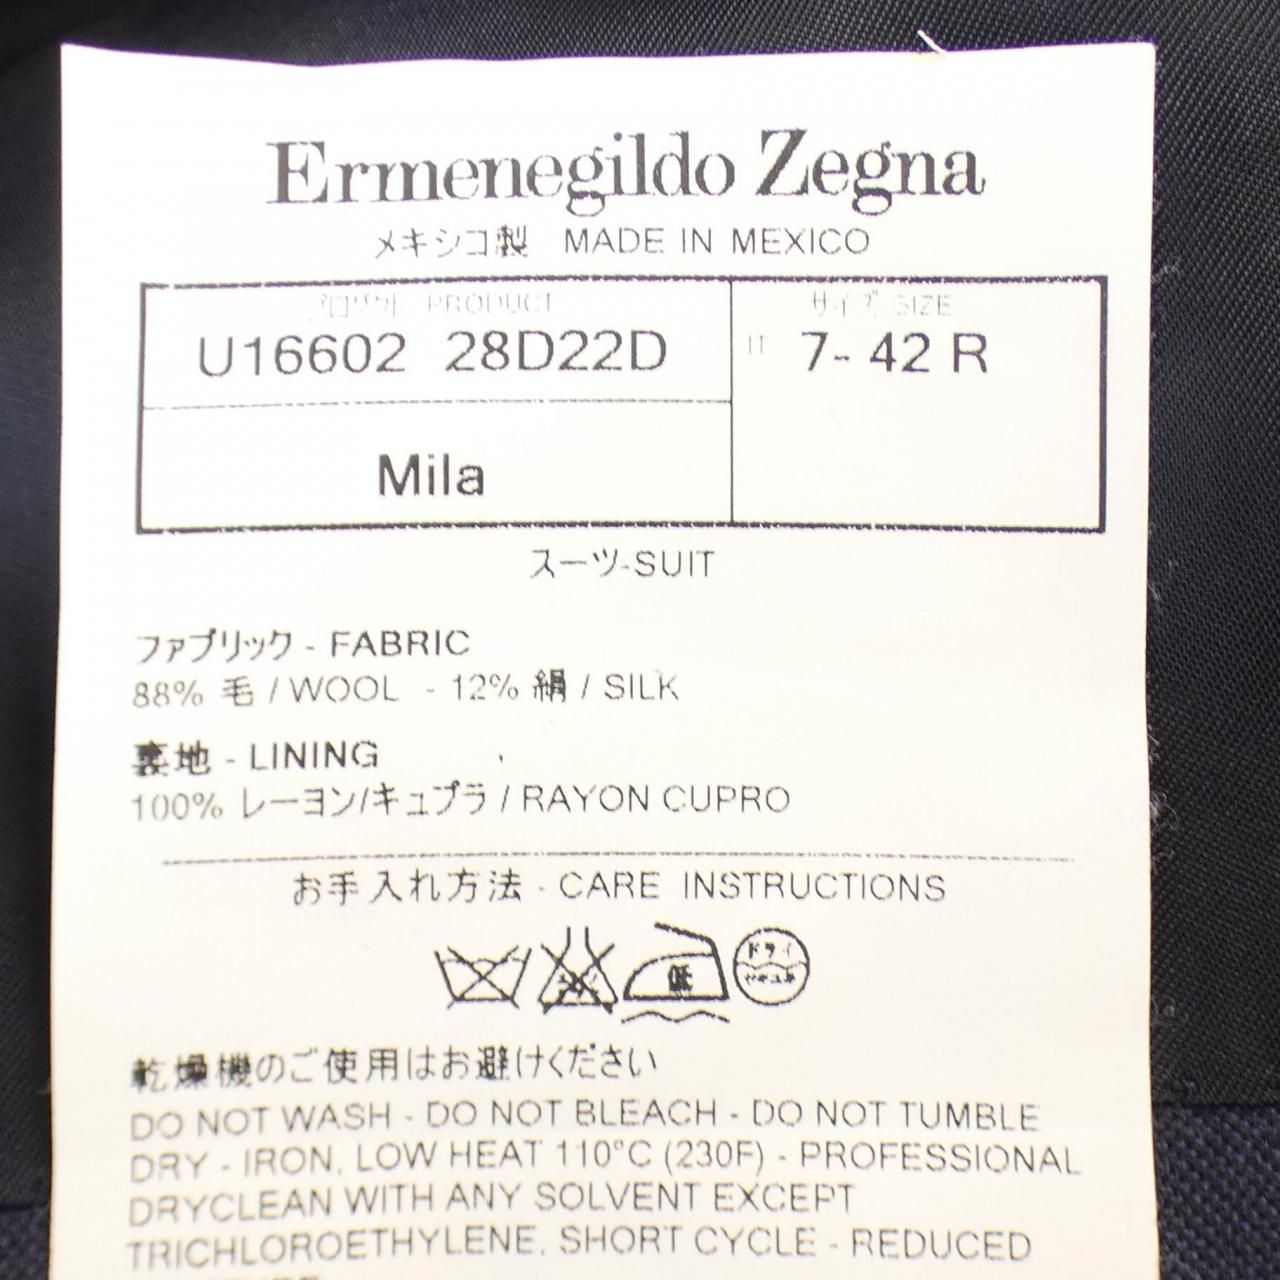 Ermenegildo Zegna
メキシコ製 MADE IN MEXICO
プロダクト PRODUCT
サイズ SIZE
U16602 28D22D
IT 7- 42 R
Mila
スーツ-SUIT
ファブリック - FABRIC
88% 毛 / WOOL - 12% 絹 / SILK
裏地 - LINING
100% レーヨン/キュプラ / RAYON CUPRO
お手入れ方法 - CARE INSTRUCTIONS
低
ドライ
乾燥機のご使用はお避けください
DO NOT WASH - DO NOT BLEACH - DO NOT TUMBLE
DRY - IRON, LOW HEAT 110°C (230F) - PROFESSIONAL
DRYCLEAN WITH ANY SOLVENT EXCEPT
TRICHLOROETHYLENE, SHORT CYCLE - REDUCED